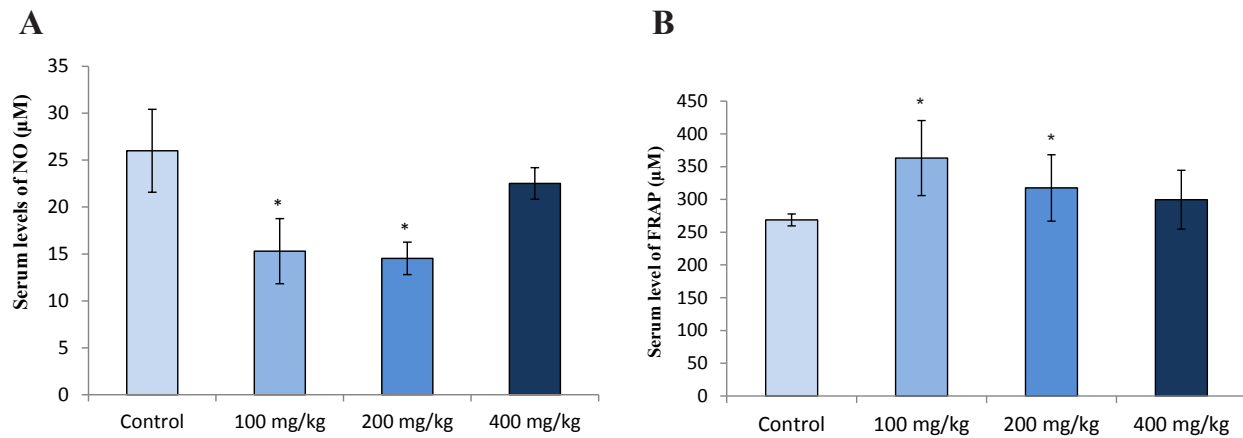 A
Serum levels of NO (µM)
35
30
25
20
15
10
5
0
*
*
Control
100 mg/kg
200 mg/kg
400 mg/kg
B
Serum level of FRAP (µM)
450
400
350
300
250
200
150
100
50
0
*
*
Control
100 mg/kg
200 mg/kg
400 mg/kg